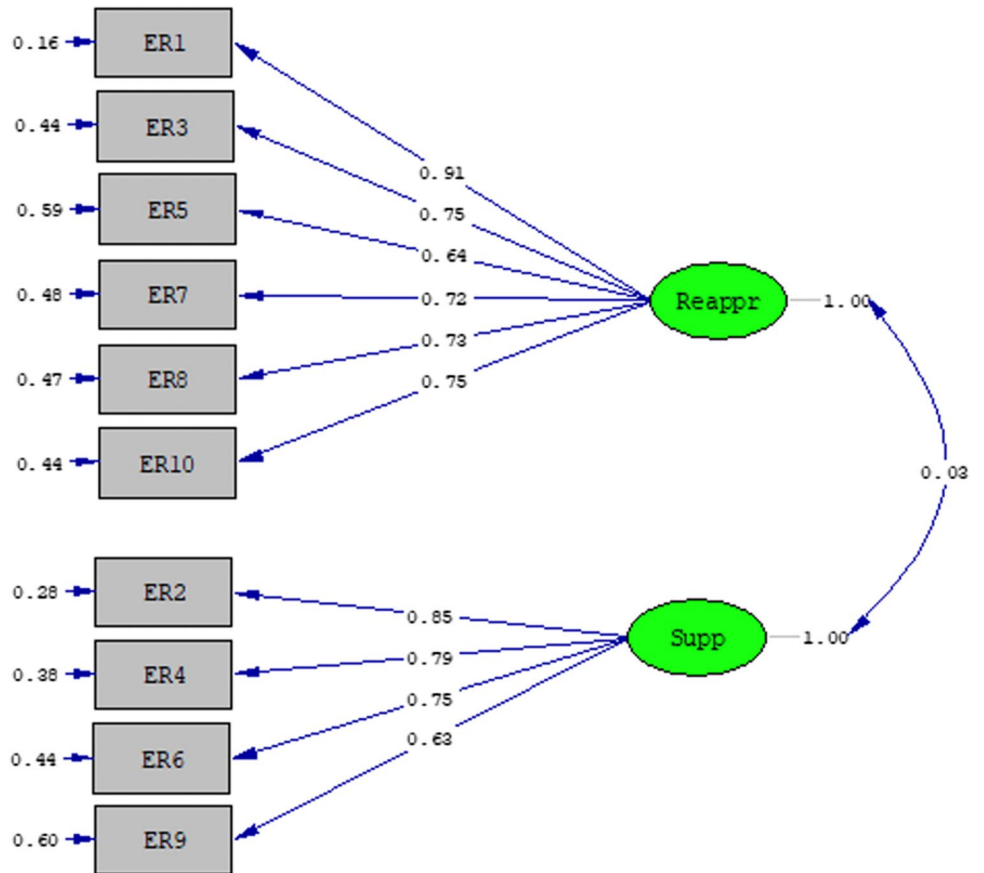 0.16 ER1
0.44 ER3
0.59 ER5
0.48 ER7
0.47 ER8
0.44 ER10
0.91
0.75
0.64
0.72
0.73
0.75
Reappr 1.00
0.03
0.28 ER2
0.38 ER4
0.44 ER6
0.60 ER9
0.85
0.79
0.75
0.63
Supp 1.00